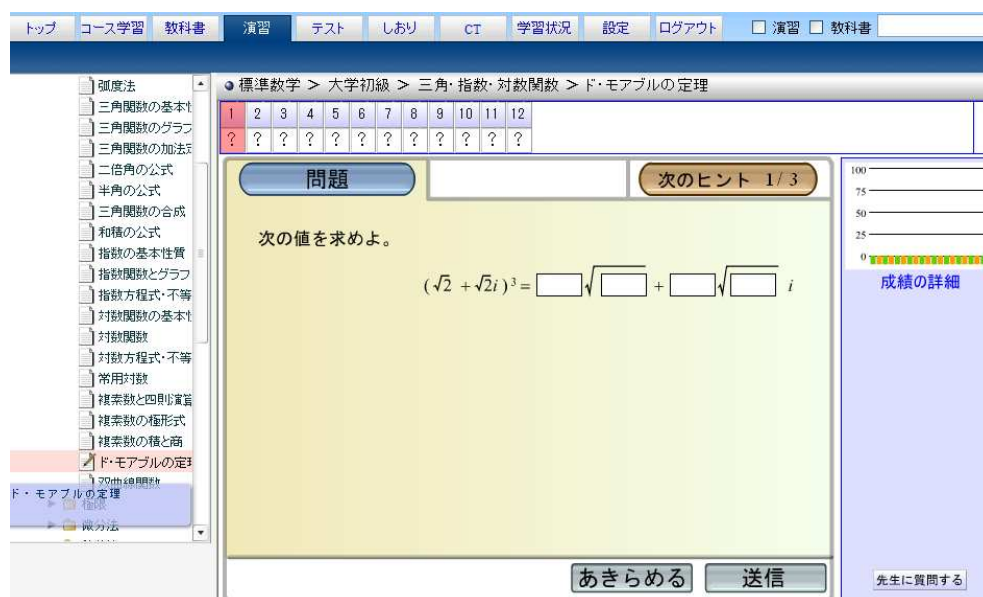 トップ コース学習 教科書 演習 テスト しおり CT 学習状況 設定 ログアウト 演習 教科書
弧度法
三角関数の基本性
三角関数のグラフ
三角関数の加法定
二倍角の公式
半角の公式
三角関数の合成
和積の公式
指数の基本性質
指数関数とグラフ
指数方程式・不等
対数関数の基本性
対数関数
対数方程式・不等
常用対数
複素数と四則演算
複素数の極形式
複素数の積と商
ド・モアブルの定理
双曲線関数
ド・モアブルの定理
極限
微分法
標準数学 > 大学初級 > 三角・指数・対数関数 > ド・モアブルの定理
1 2 3 4 5 6 7 8 9 10 11 12
? ? ? ? ? ? ? ? ? ? ? ?
問題
次のヒント 1/3
次の値を求めよ。
(√2 + √2i)³ = √ + √ i
あきらめる 送信
100
75
50
25
0
成績の詳細
先生に質問する